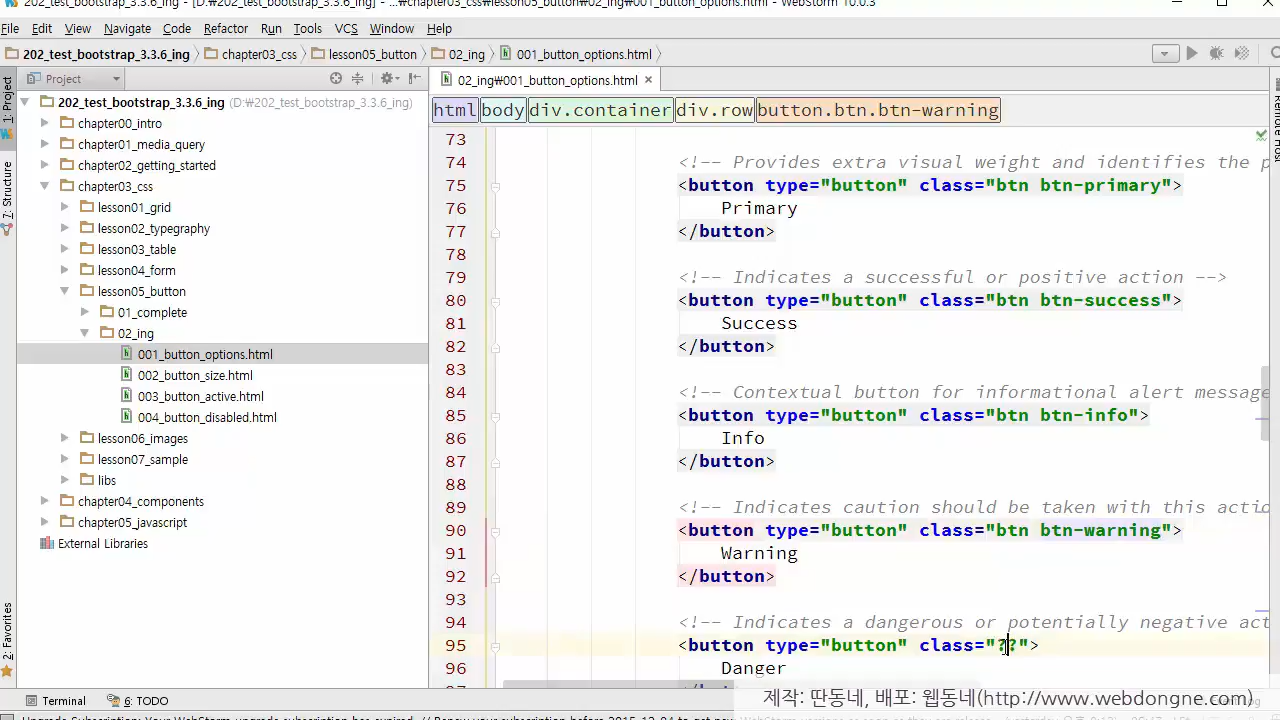 202_test_bootstrap_3.3.6_ing] - [D:₩202_test_bootstrap_3.3.6_ing] - ...₩chapter03_css₩lesson05_button₩02_ing₩001_button_options.html - WebStorm 10.0.3
File Edit View Navigate Code Refactor Run Tools VCS Window Help
202_test_bootstrap_3.3.6_ing chapter03_css lesson05_button 02_ing 001_button_options.html
Project
02_ing₩001_button_options.html
1: Project
7: Structure
2: Favorites
202_test_bootstrap_3.3.6_ing (D:₩202_test_bootstrap_3.3.6_ing)
chapter00_intro
chapter01_media_query
chapter02_getting_started
chapter03_css
lesson01_grid
lesson02_typegraphy
lesson03_table
lesson04_form
lesson05_button
01_complete
02_ing
001_button_options.html
002_button_size.html
003_button_active.html
004_button_disabled.html
lesson06_images
lesson07_sample
libs
chapter04_components
chapter05_javascript
External Libraries
html body div.container div.row button.btn.btn-warning
73
74 <!-- Provides extra visual weight and identifies the p
75 <button type="button" class="btn btn-primary">
76 Primary
77 </button>
78
79 <!-- Indicates a successful or positive action -->
80 <button type="button" class="btn btn-success">
81 Success
82 </button>
83
84 <!-- Contextual button for informational alert message
85 <button type="button" class="btn btn-info">
86 Info
87 </button>
88
89 <!-- Indicates caution should be taken with this actio
90 <button type="button" class="btn btn-warning">
91 Warning
92 </button>
93
94 <!-- Indicates a dangerous or potentially negative act
95 <button type="button" class="??">
96 Danger
Terminal 6: TODO
제작: 딴동네, 배포: 웹동네(http://www.webdongne.com)